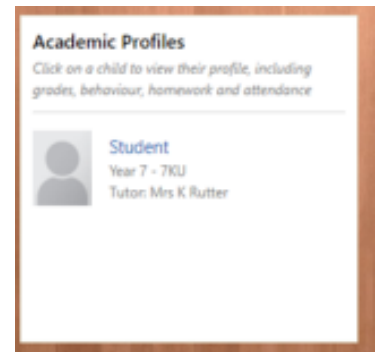 Academic Profiles
Click on a child to view their profile, including
grades, behaviour, homework and attendance
Student
Year 7 - 7KU
Tutor: Mrs K Rutter